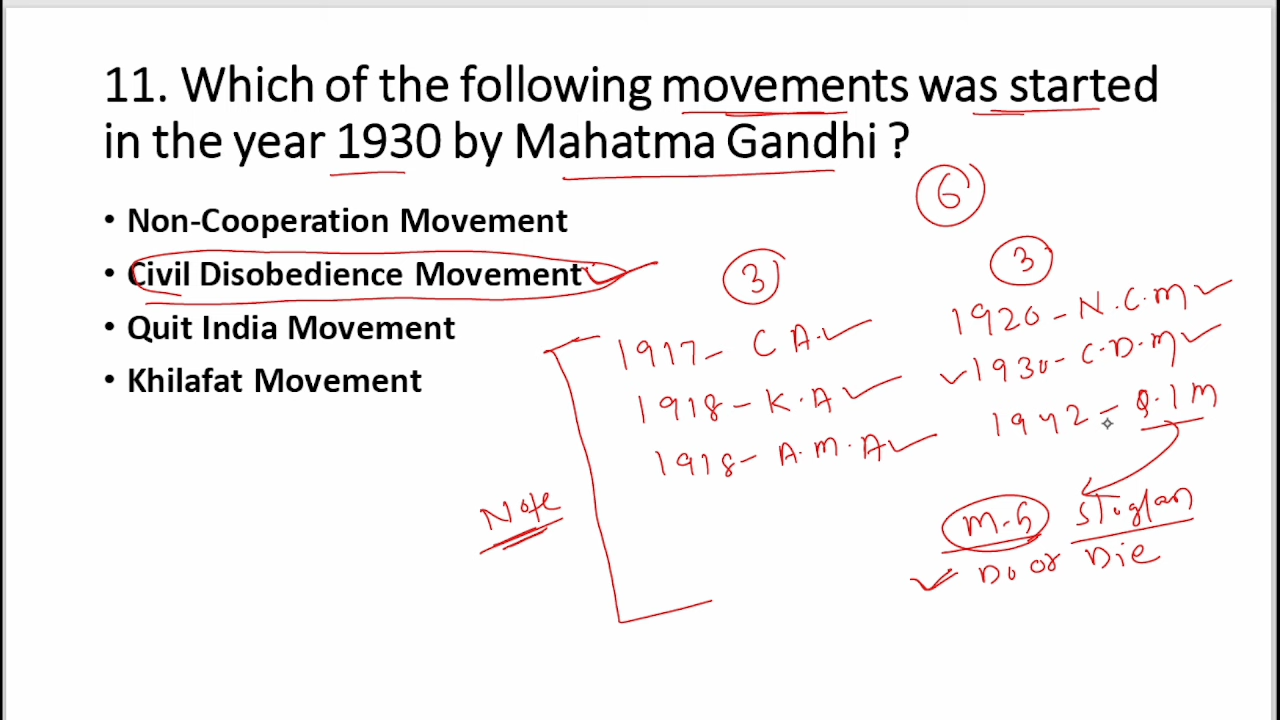 11. Which of the following movements was started
in the year 1930 by Mahatma Gandhi ?
6
• Non-Cooperation Movement
• Civil Disobedience Movement
• Quit India Movement
• Khilafat Movement
3
1917- C A.
1918- K.A
1918- A.M.A
Note
3
1920- N.C.M
1930- C.D.M
1942- Q.I M
M.G Sloglan
Do or Die